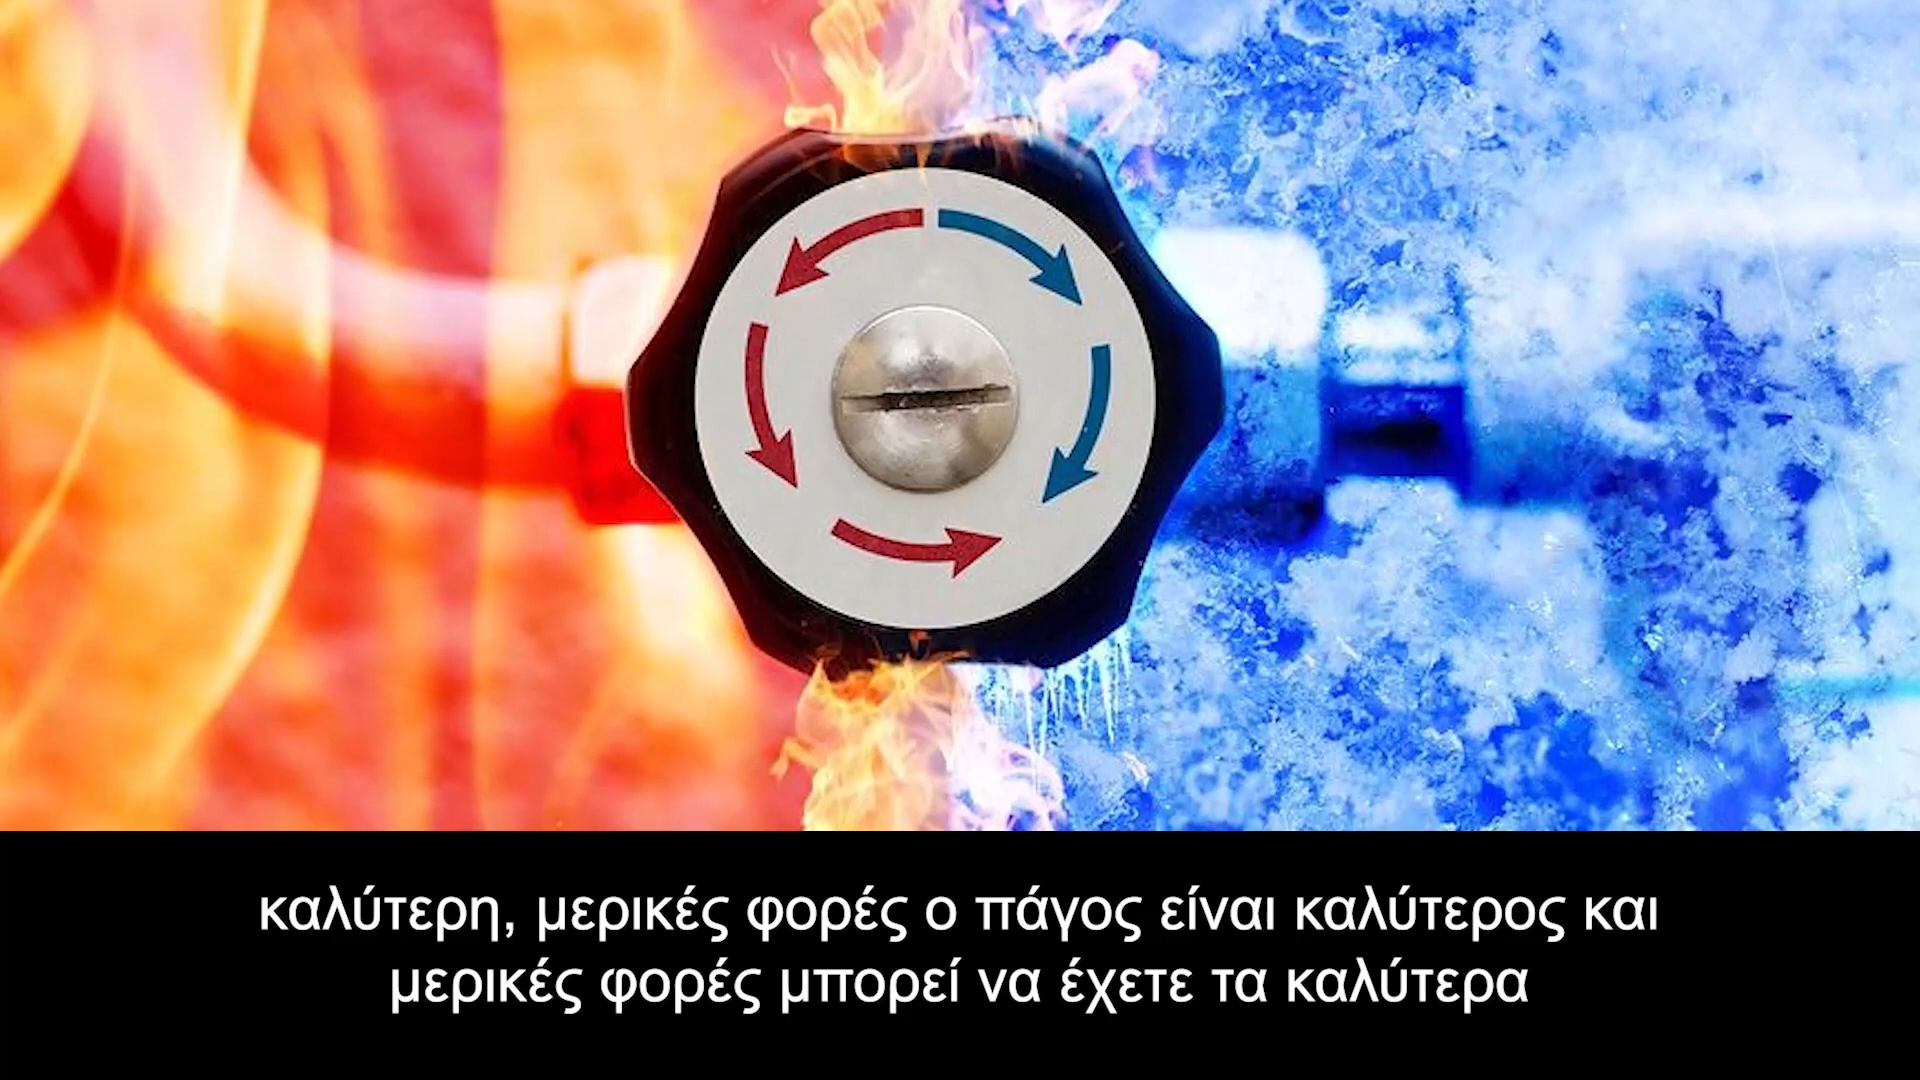 καλύτερη, μερικές φορές ο πάγος είναι καλύτερος και
μερικές φορές μπορεί να έχετε τα καλύτερα